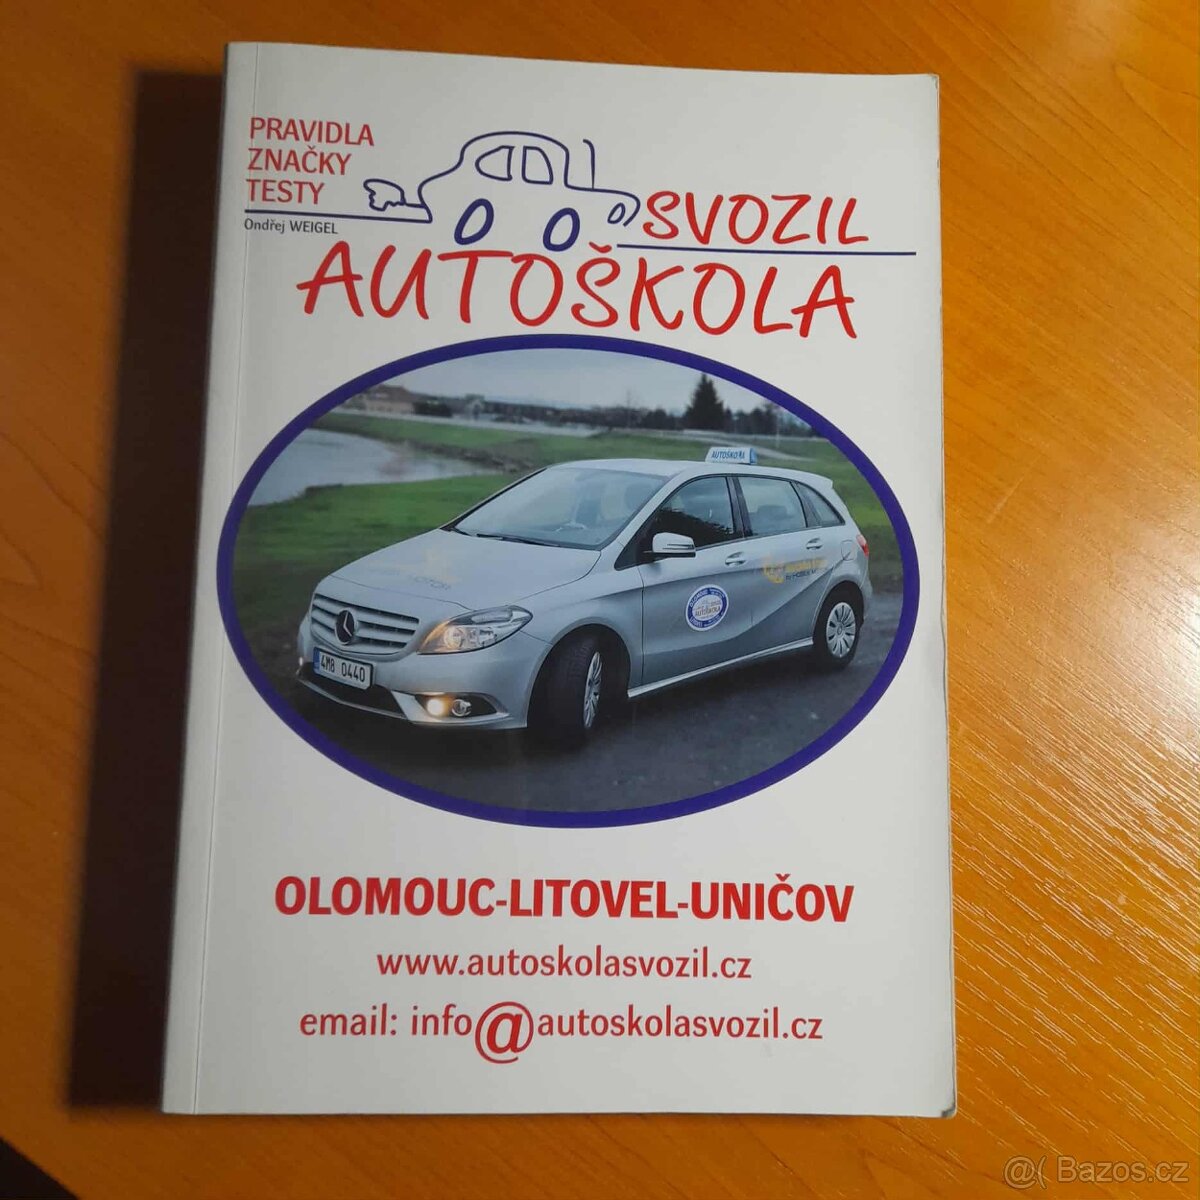 PRAVIDLA
ZNAČKY
TESTY
Ondřej WEIGEL
SVOZIL
AUTOŠKOLA
AUTOŠKOLA
AUTOŠKOLA
4M8 0440
OLOMOUC-LITOVEL-UNIČOV
www.autoskolasvozil.cz
email: info@autoskolasvozil.cz
@( Bazos.cz